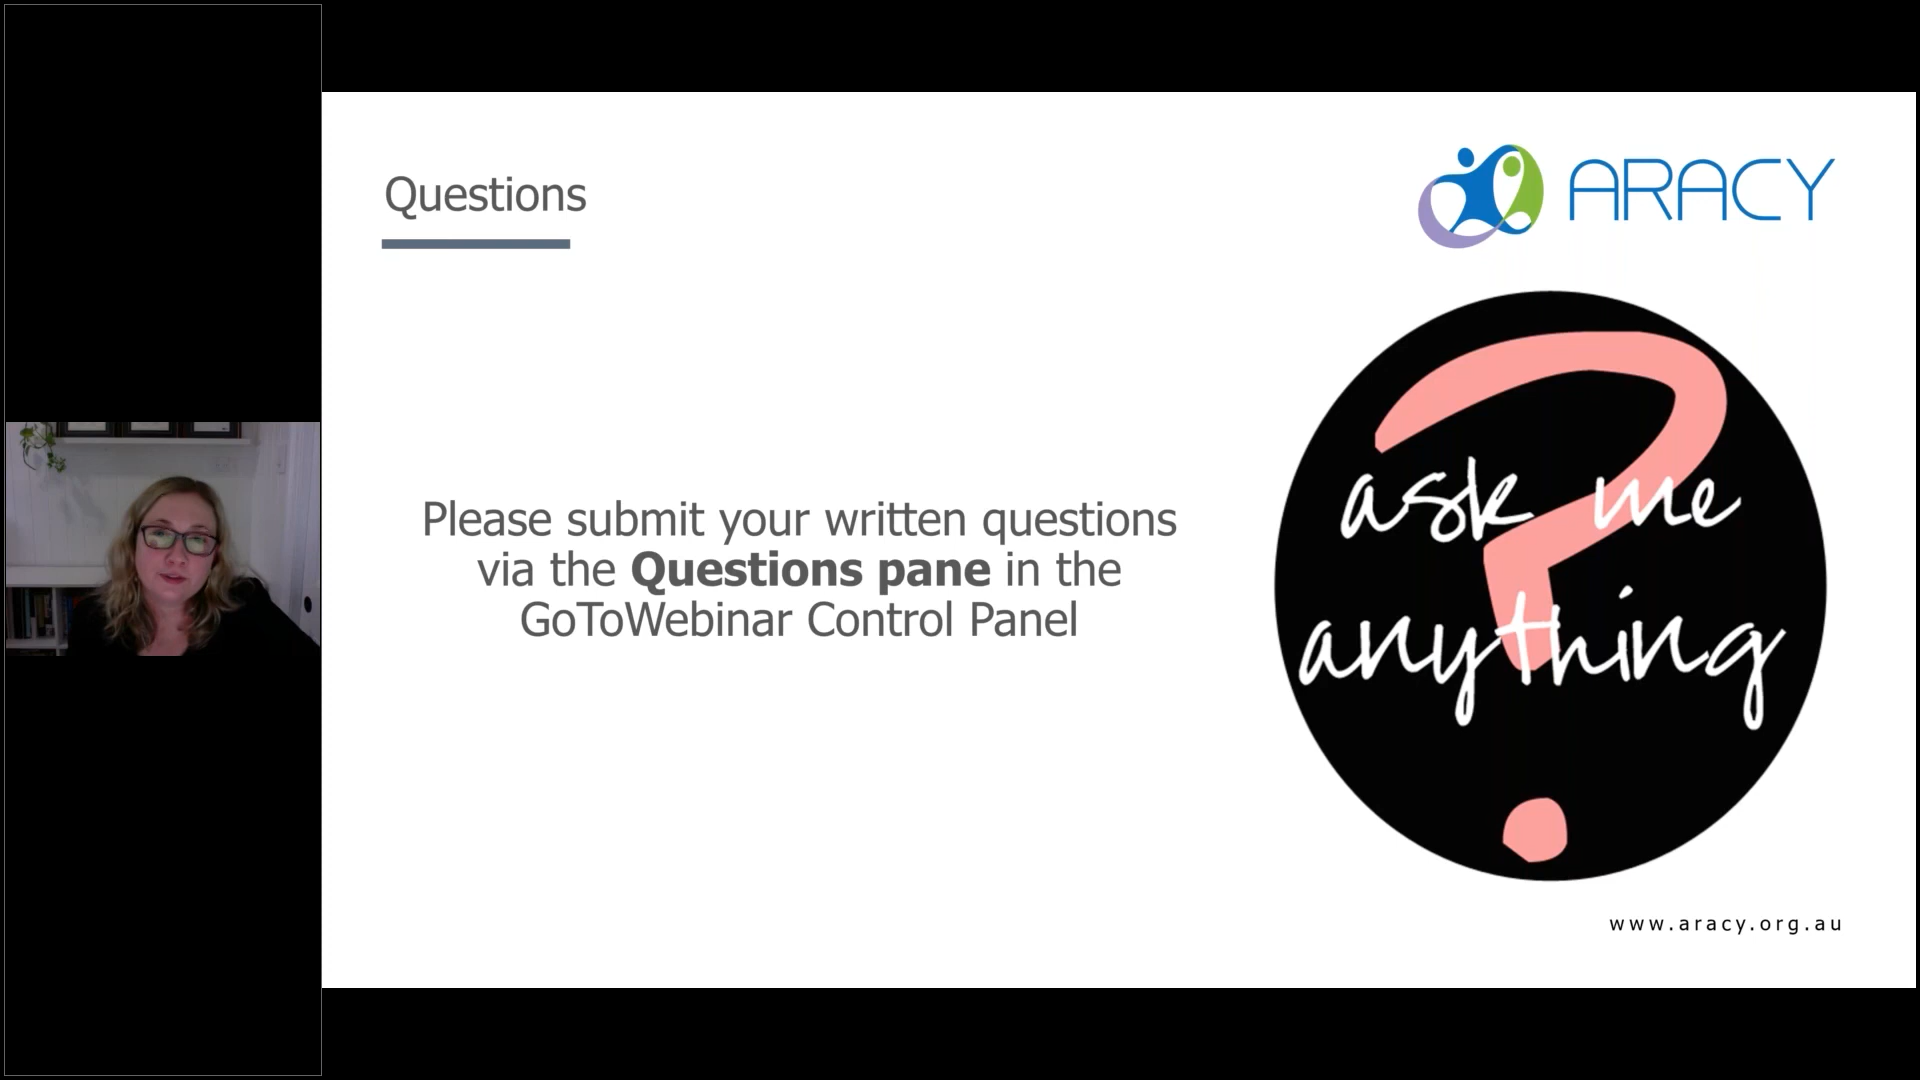 Questions
ARACY
Please submit your written questions
via the Questions pane in the
GoToWebinar Control Panel
ask me
anything
www.aracy.org.au